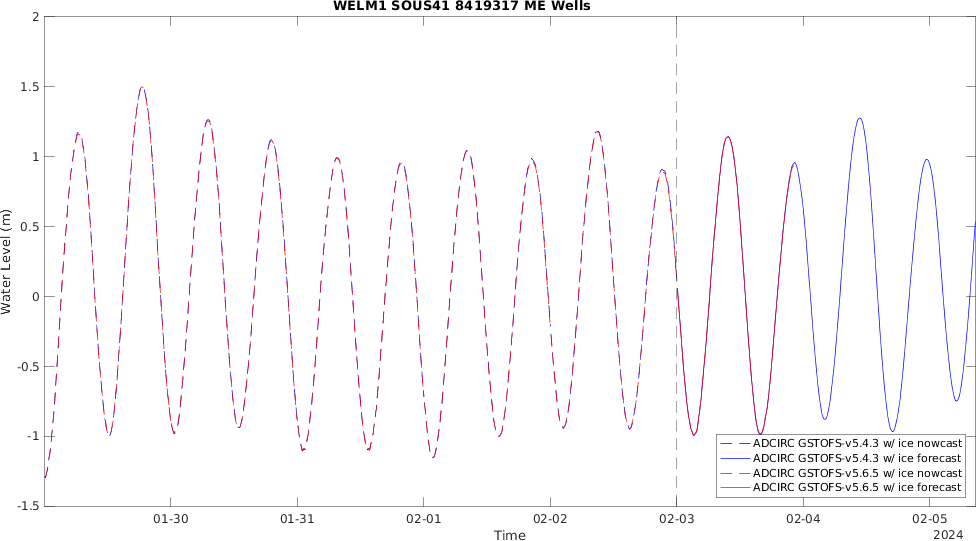 WELM1 SOUS41 8419317 ME Wells
2
1.5
1
0.5
0
-0.5
-1
-1.5
Water Level (m)
ADCIRC GSTOFS-v5.4.3 w/ ice nowcast
ADCIRC GSTOFS-v5.4.3 w/ ice forecast
ADCIRC GSTOFS-v5.6.5 w/ ice nowcast
ADCIRC GSTOFS-v5.6.5 w/ ice forecast
01-30 01-31 02-01 02-02 02-03 02-04 02-05
Time
2024